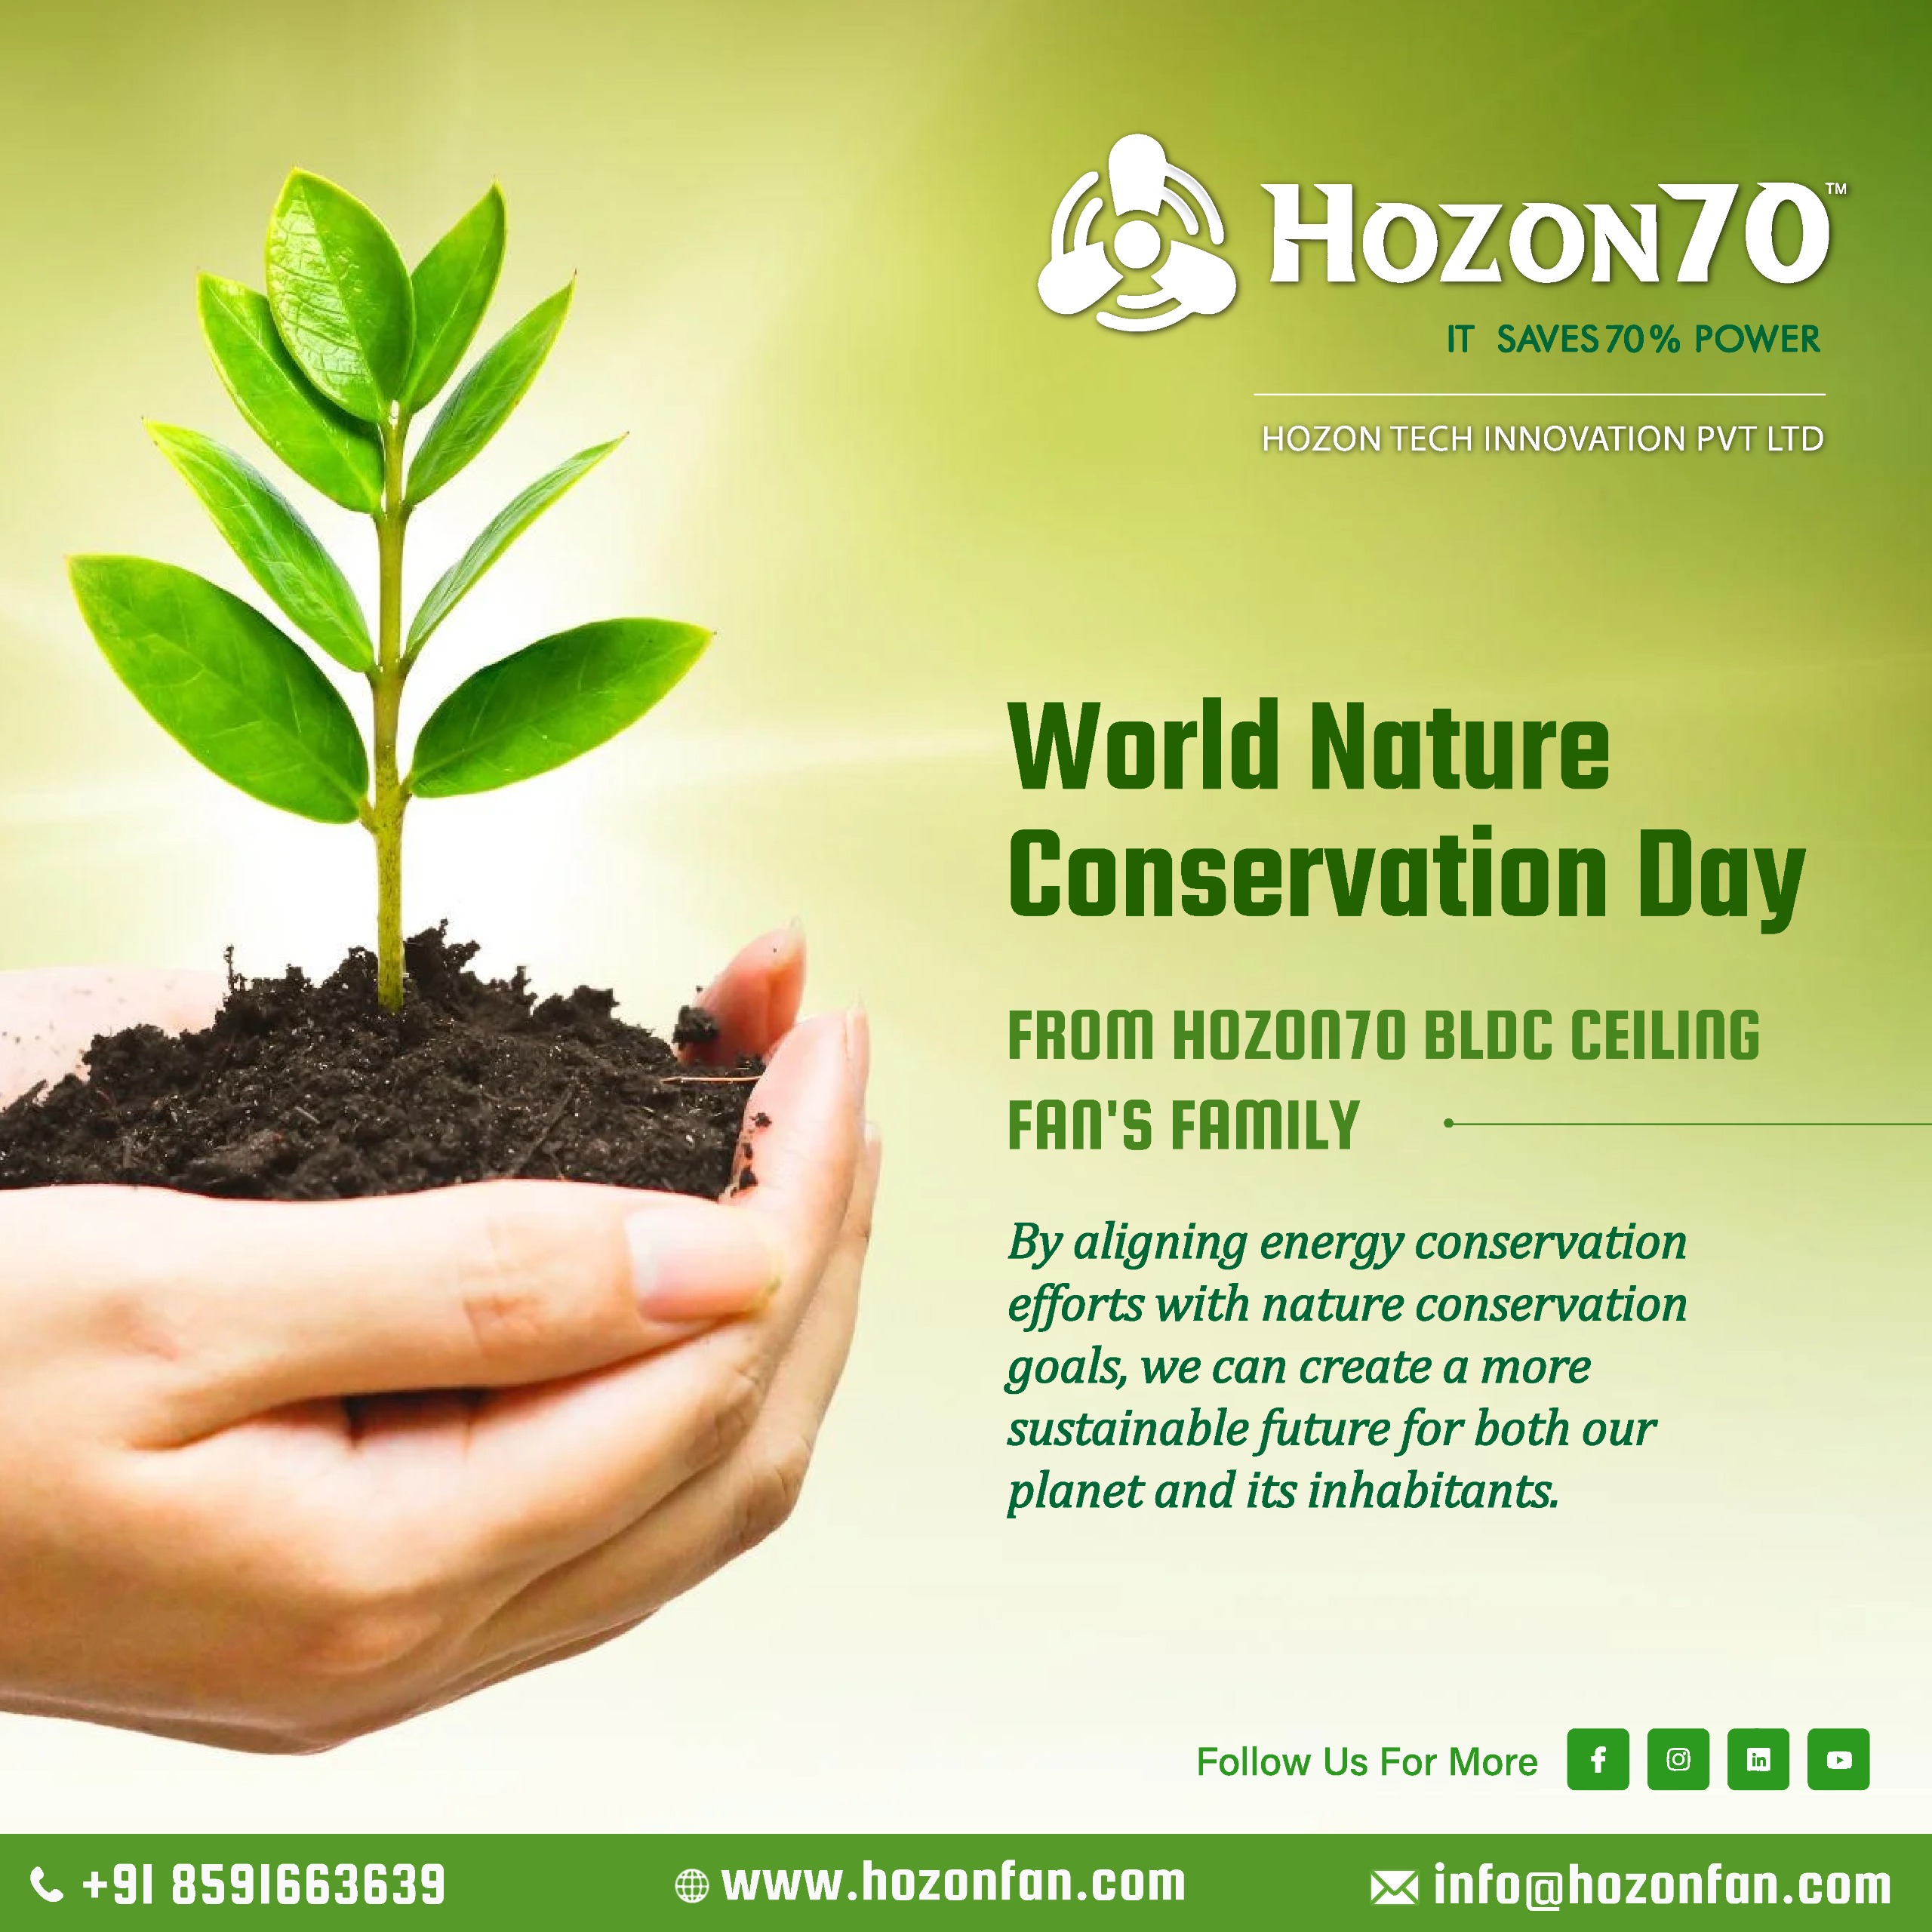 HOZON70™
IT SAVES 70% POWER
HOZON TECH INNOVATION PVT LTD
World Nature
Conservation Day
FROM HOZON70 BLDC CEILING
FAN'S FAMILY
By aligning energy conservation
efforts with nature conservation
goals, we can create a more
sustainable future for both our
planet and its inhabitants.
Follow Us For More
+91 8591663639
www.hozonfan.com
info@hozonfan.com